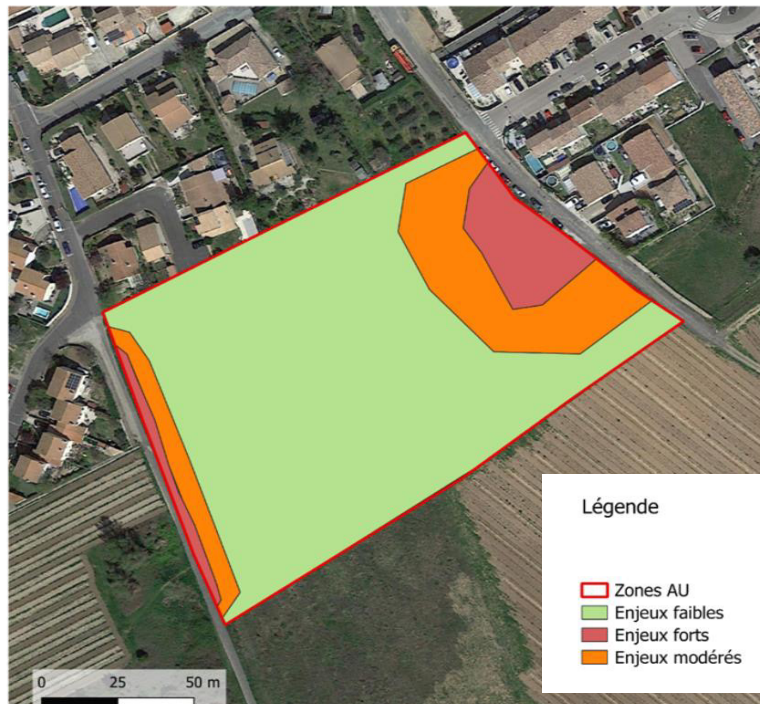 Légende
Zones AU
Enjeux faibles
Enjeux forts
Enjeux modérés
0 25 50 m